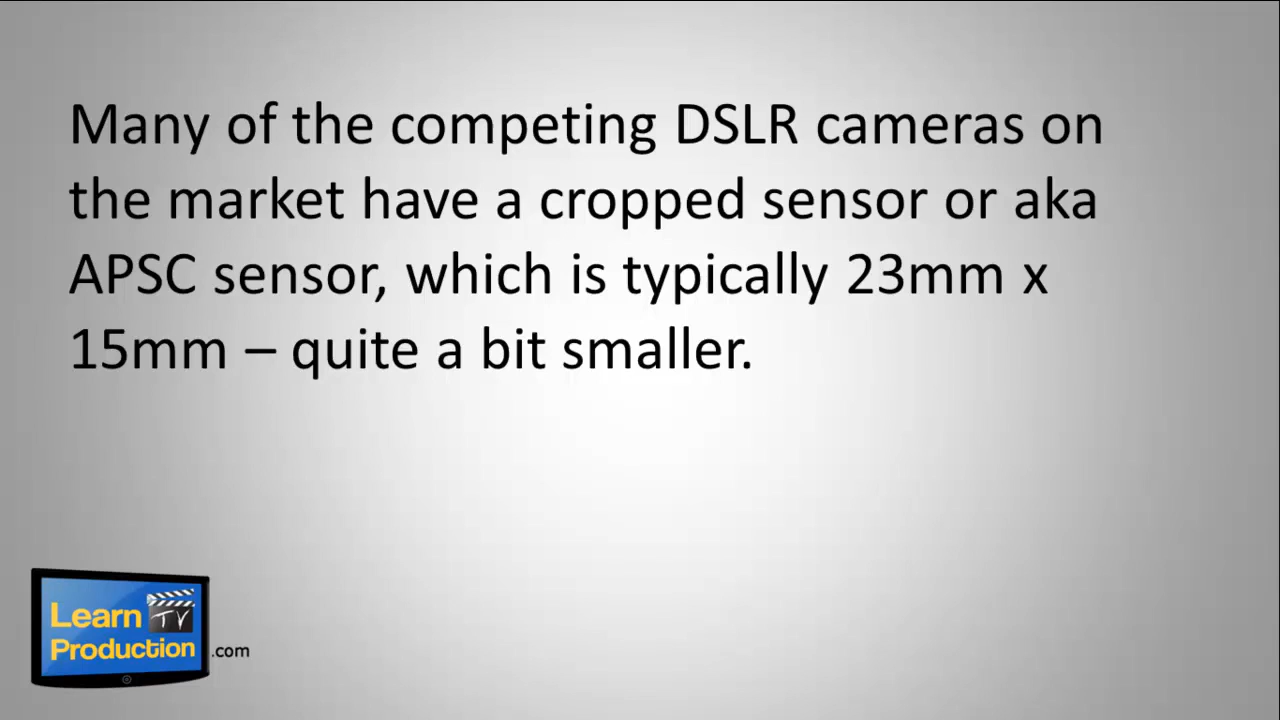 Many of the competing DSLR cameras on
the market have a cropped sensor or aka
APSC sensor, which is typically 23mm x
15mm – quite a bit smaller.
Learn TV
Production .com